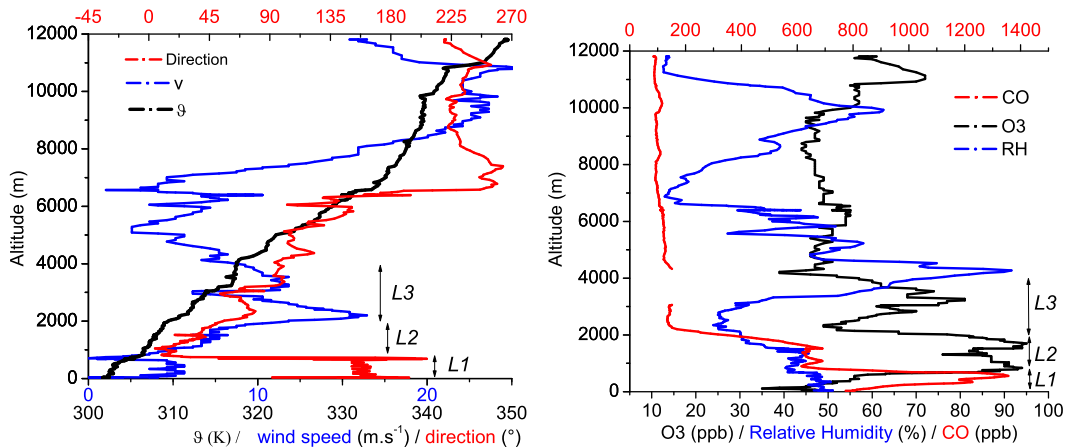 -45 0 45 90 135 180 225 270
12000
10000
8000
6000
4000
2000
0
Altitude (m)
Direction
v
ϑ
L3
L2
L1
0 10 20
300 310 320 330 340 350
ϑ (K) / wind speed (m.s⁻¹) / direction (°)
0 200 400 600 800 1000 1200 1400
12000
10000
8000
6000
4000
2000
0
Altitude (m)
CO
O3
RH
L3
L2
L1
10 20 30 40 50 60 70 80 90 100
O3 (ppb) / Relative Humidity (%) / CO (ppb)